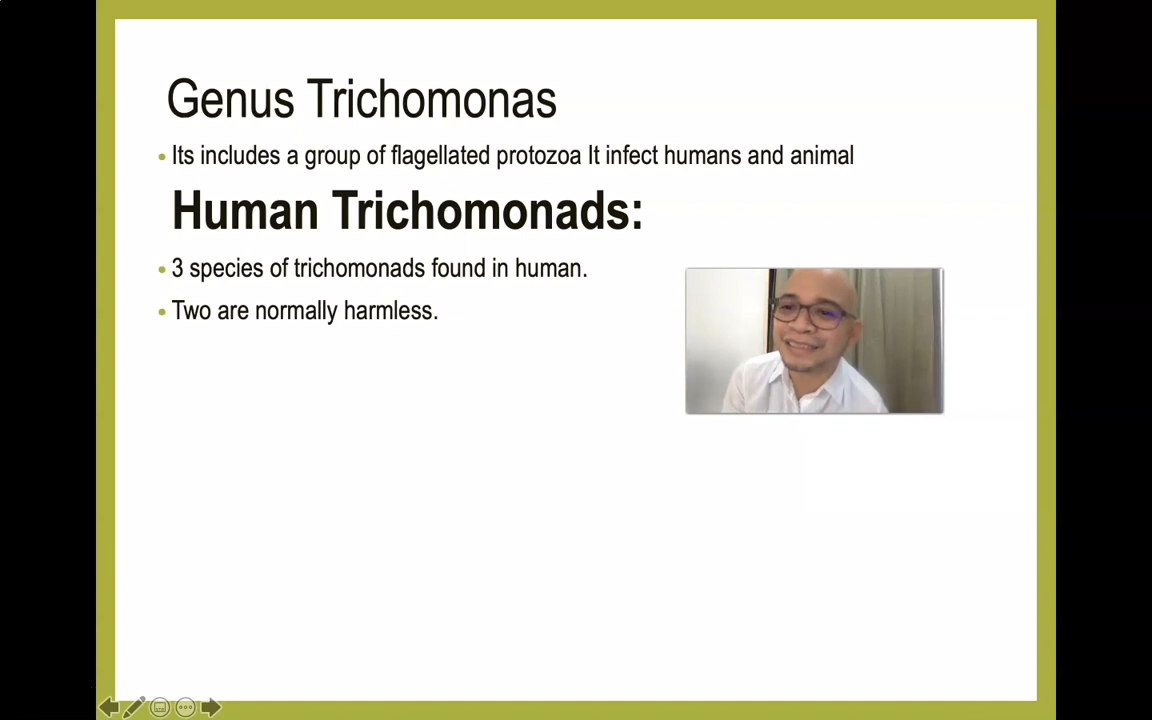 Genus Trichomonas
• Its includes a group of flagellated protozoa It infect humans and animal
Human Trichomonads:
• 3 species of trichomonads found in human.
• Two are normally harmless.